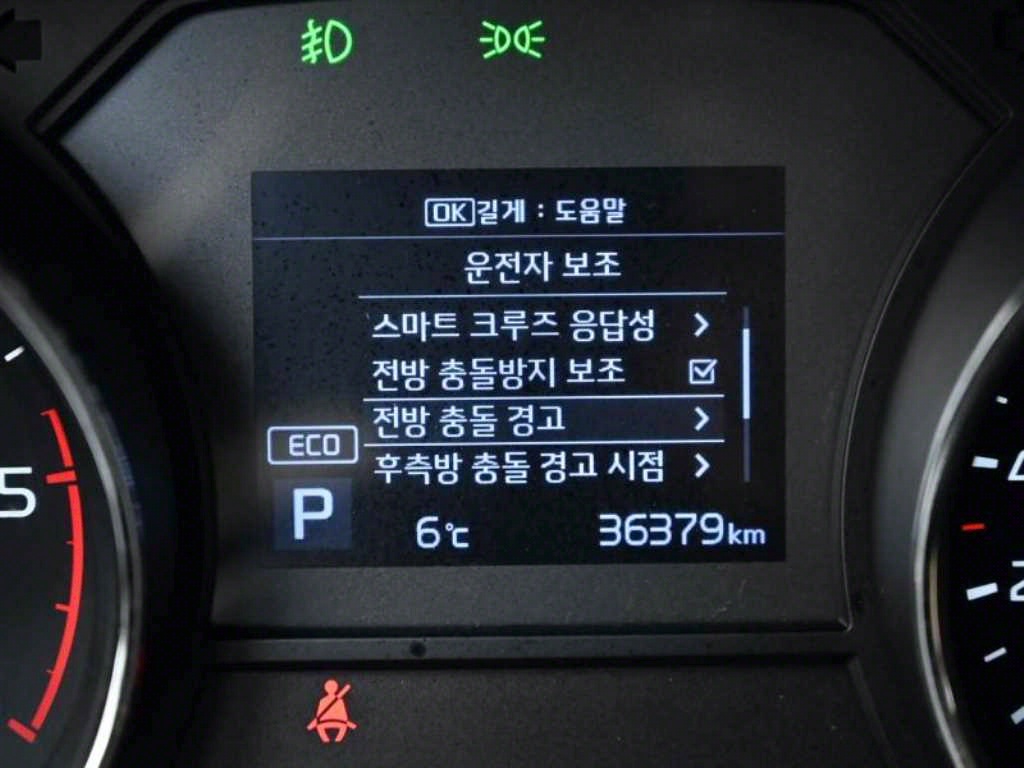 OK길게 : 도움말
운전자 보조
스마트 크루즈 응답성
전방 충돌방지 보조
전방 충돌 경고
후측방 충돌 경고 시점
ECO
P
6℃ 36379km
5
2